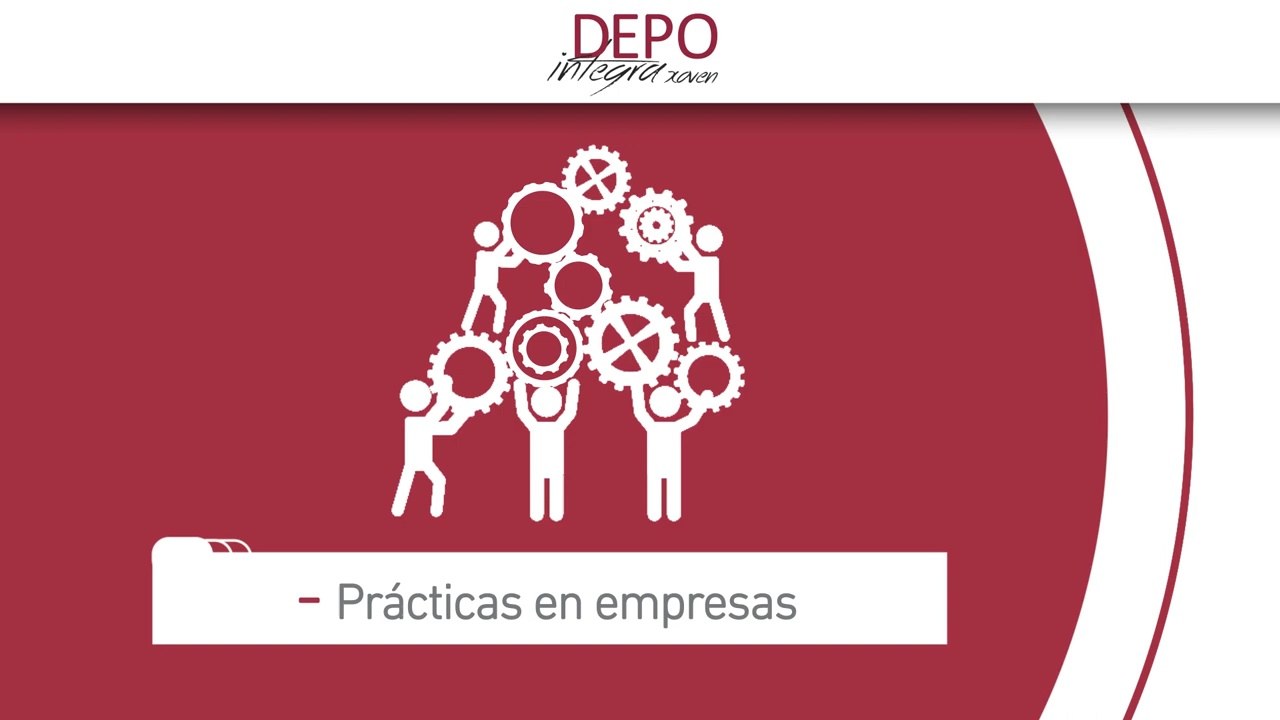 DEPO
integra xoven
- Prácticas en empresas